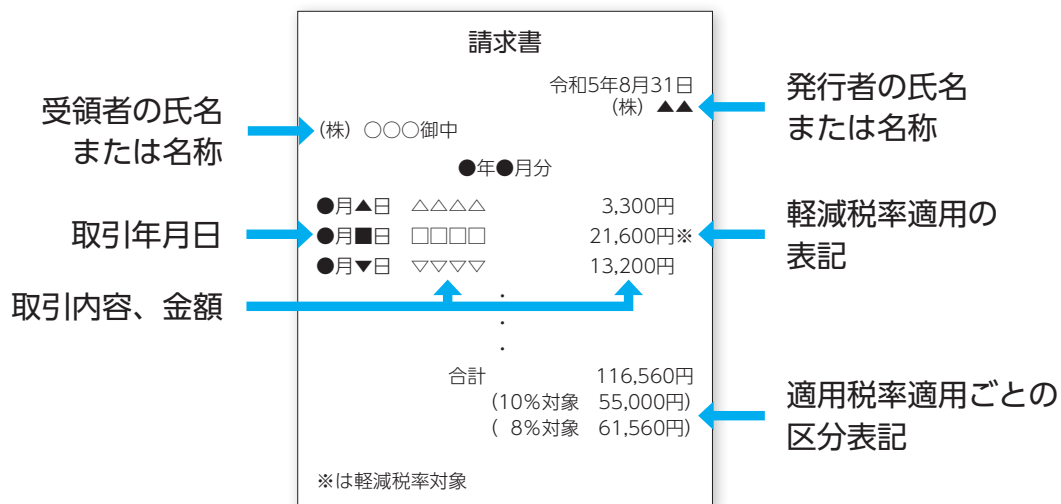 請求書
令和5年8月31日
(株) ▲▲
(株) ○○○御中
●年●月分
●月▲日 △△△△ 3,300円
●月■日 □□□□ 21,600円※
●月▼日 ▽▽▽▽ 13,200円
・
・
・
合計 116,560円
(10%対象 55,000円)
( 8%対象 61,560円)
※は軽減税率対象
受領者の氏名
または名称
取引年月日
取引内容、金額
発行者の氏名
または名称
軽減税率適用の
表記
適用税率適用ごとの
区分表記